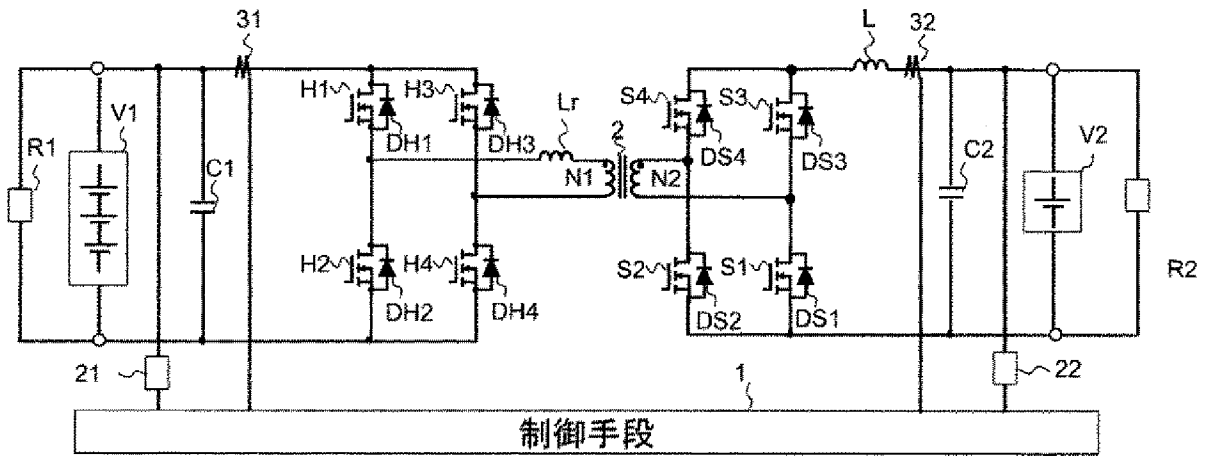 31
L
32
V1
H1
H3
Lr
2
S4
S3
R1
C1
DH1
DH3
DS4
DS3
C2
V2
N1
N2
H2
H4
S2
S1
R2
DH2
DH4
DS2
DS1
21
1
22
制御手段